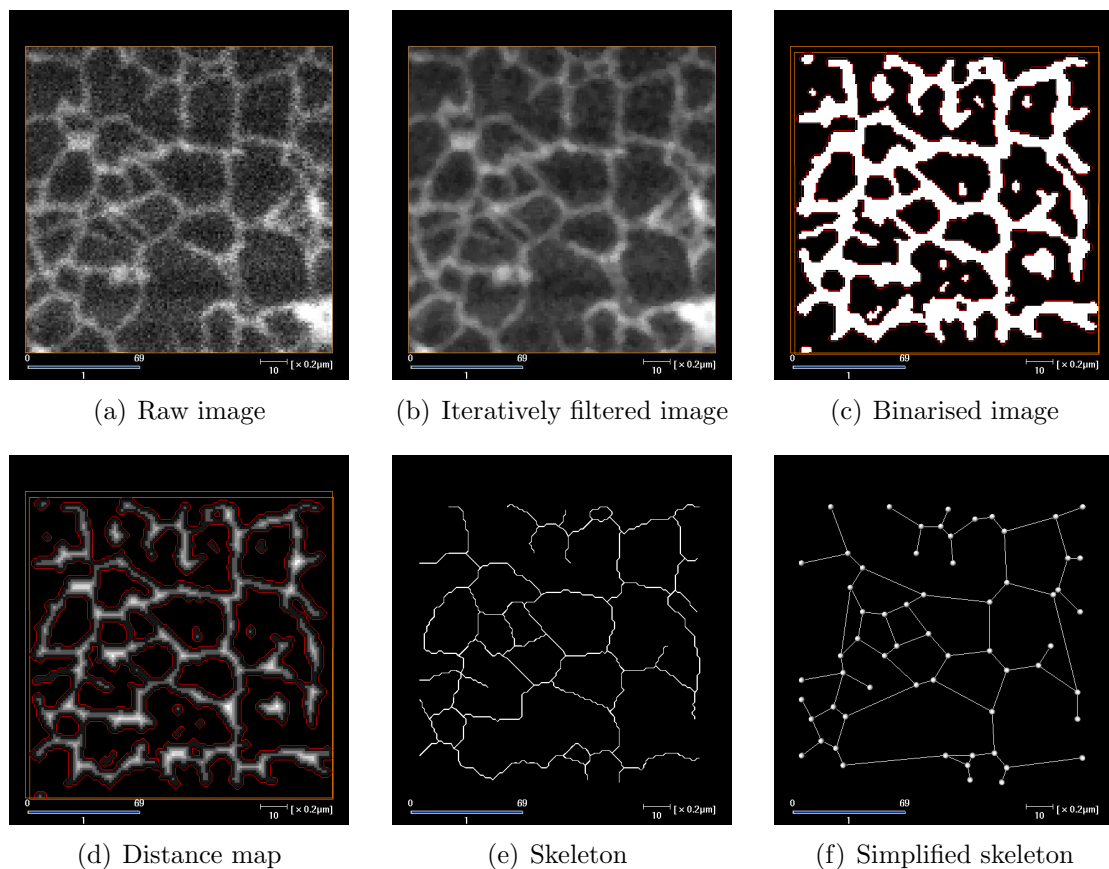 0 69 10 [ × 0.2μm]
1
0 69 10 [ × 0.2μm]
1
0 69 10 [ × 0.2μm]
1
(a) Raw image
(b) Iteratively filtered image
(c) Binarised image
0 69 10 [ × 0.2μm]
1
0 69 10 [ × 0.2μm]
1
0 69 10 [ × 0.2μm]
1
(d) Distance map
(e) Skeleton
(f) Simplified skeleton